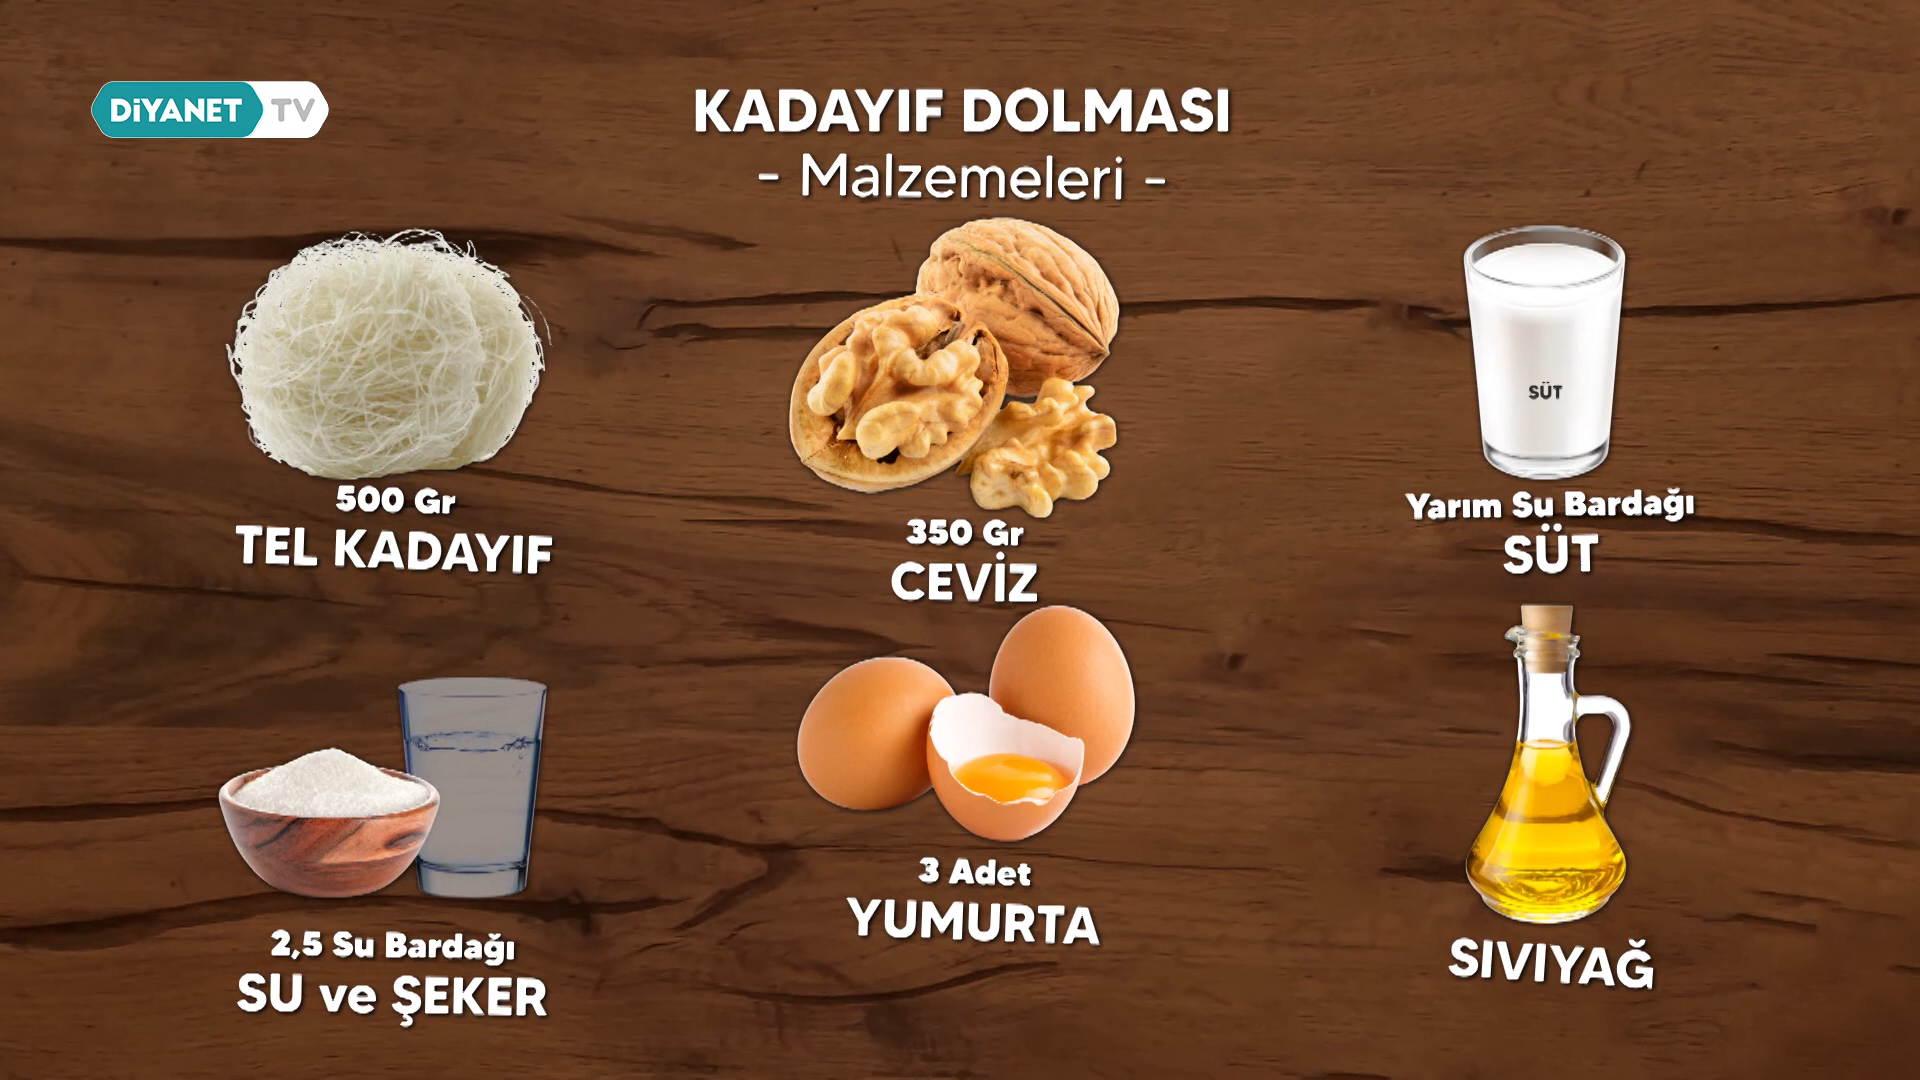 DİYANET TV
KADAYIF DOLMASI
- Malzemeleri -
500 Gr
TEL KADAYIF
350 Gr
CEVİZ
SÜT
Yarım Su Bardağı
SÜT
2,5 Su Bardağı
SU ve ŞEKER
3 Adet
YUMURTA
SIVIYAĞ